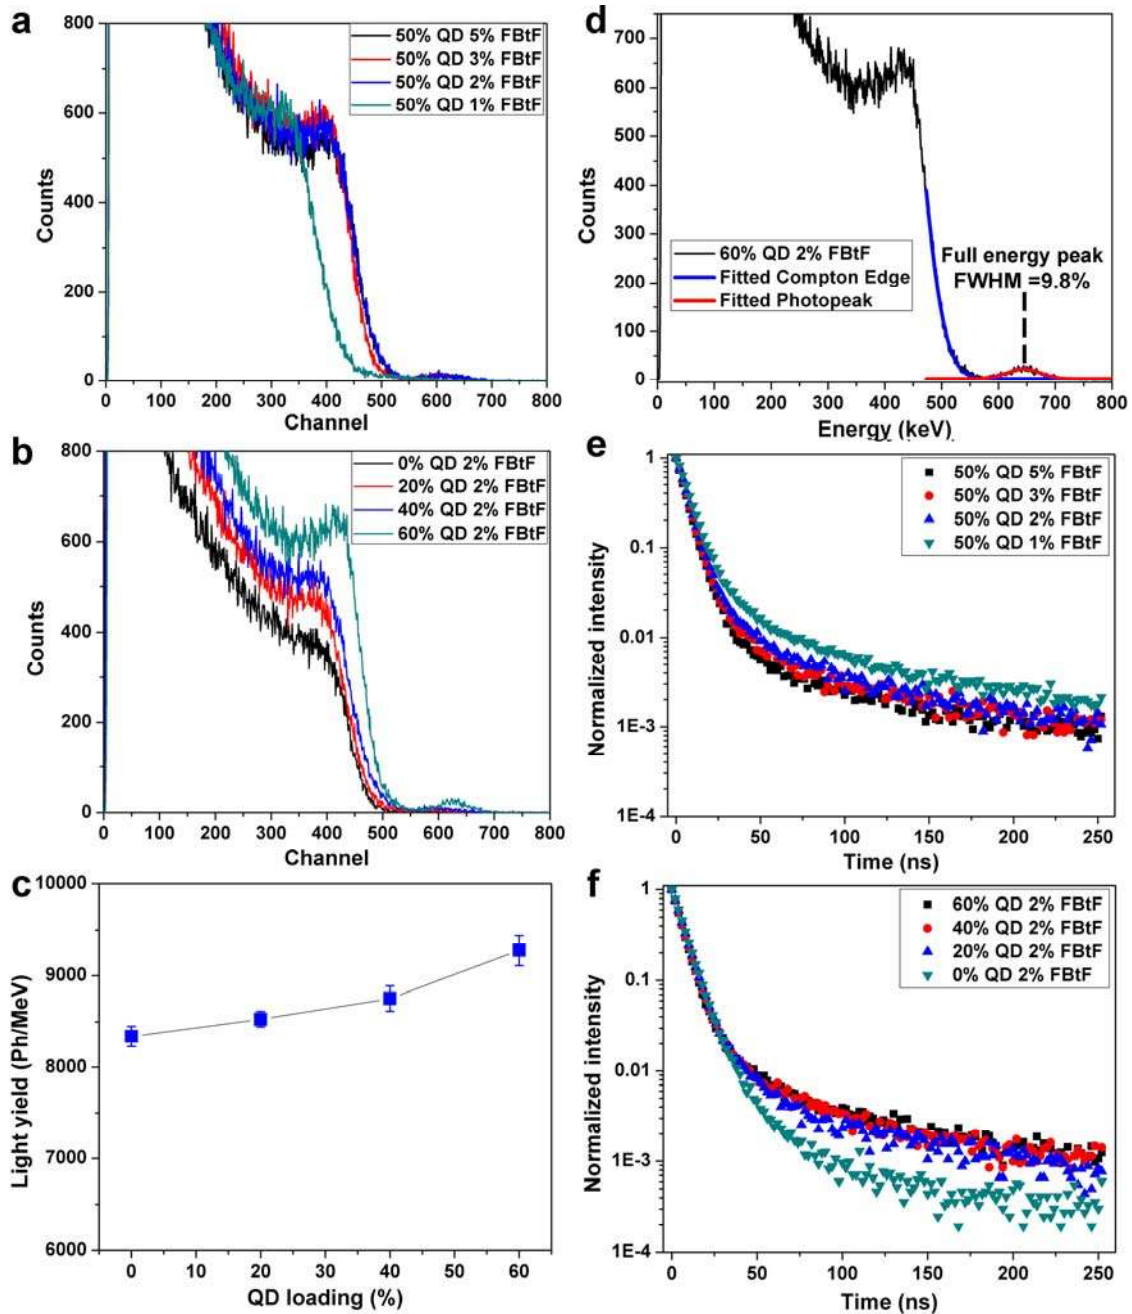 a
800
600
400
200
0
Counts
50% QD 5% FBtF
50% QD 3% FBtF
50% QD 2% FBtF
50% QD 1% FBtF
0 100 200 300 400 500 600 700 800
Channel
b
800
600
400
200
0
Counts
0% QD 2% FBtF
20% QD 2% FBtF
40% QD 2% FBtF
60% QD 2% FBtF
0 100 200 300 400 500 600 700 800
Channel
c
10000
9000
8000
7000
6000
Light yield (Ph/MeV)
0 10 20 30 40 50 60
QD loading (%)
d
700
600
500
400
300
200
100
0
Counts
60% QD 2% FBtF
Fitted Compton Edge
Fitted Photopeak
Full energy peak
FWHM =9.8%
0 100 200 300 400 500 600 700 800
Energy (keV)
e
1
0.1
0.01
1E-3
1E-4
Normalized intensity
50% QD 5% FBtF
50% QD 3% FBtF
50% QD 2% FBtF
50% QD 1% FBtF
0 50 100 150 200 250
Time (ns)
f
1
0.1
0.01
1E-3
1E-4
Normalized intensity
60% QD 2% FBtF
40% QD 2% FBtF
20% QD 2% FBtF
0% QD 2% FBtF
0 50 100 150 200 250
Time (ns)